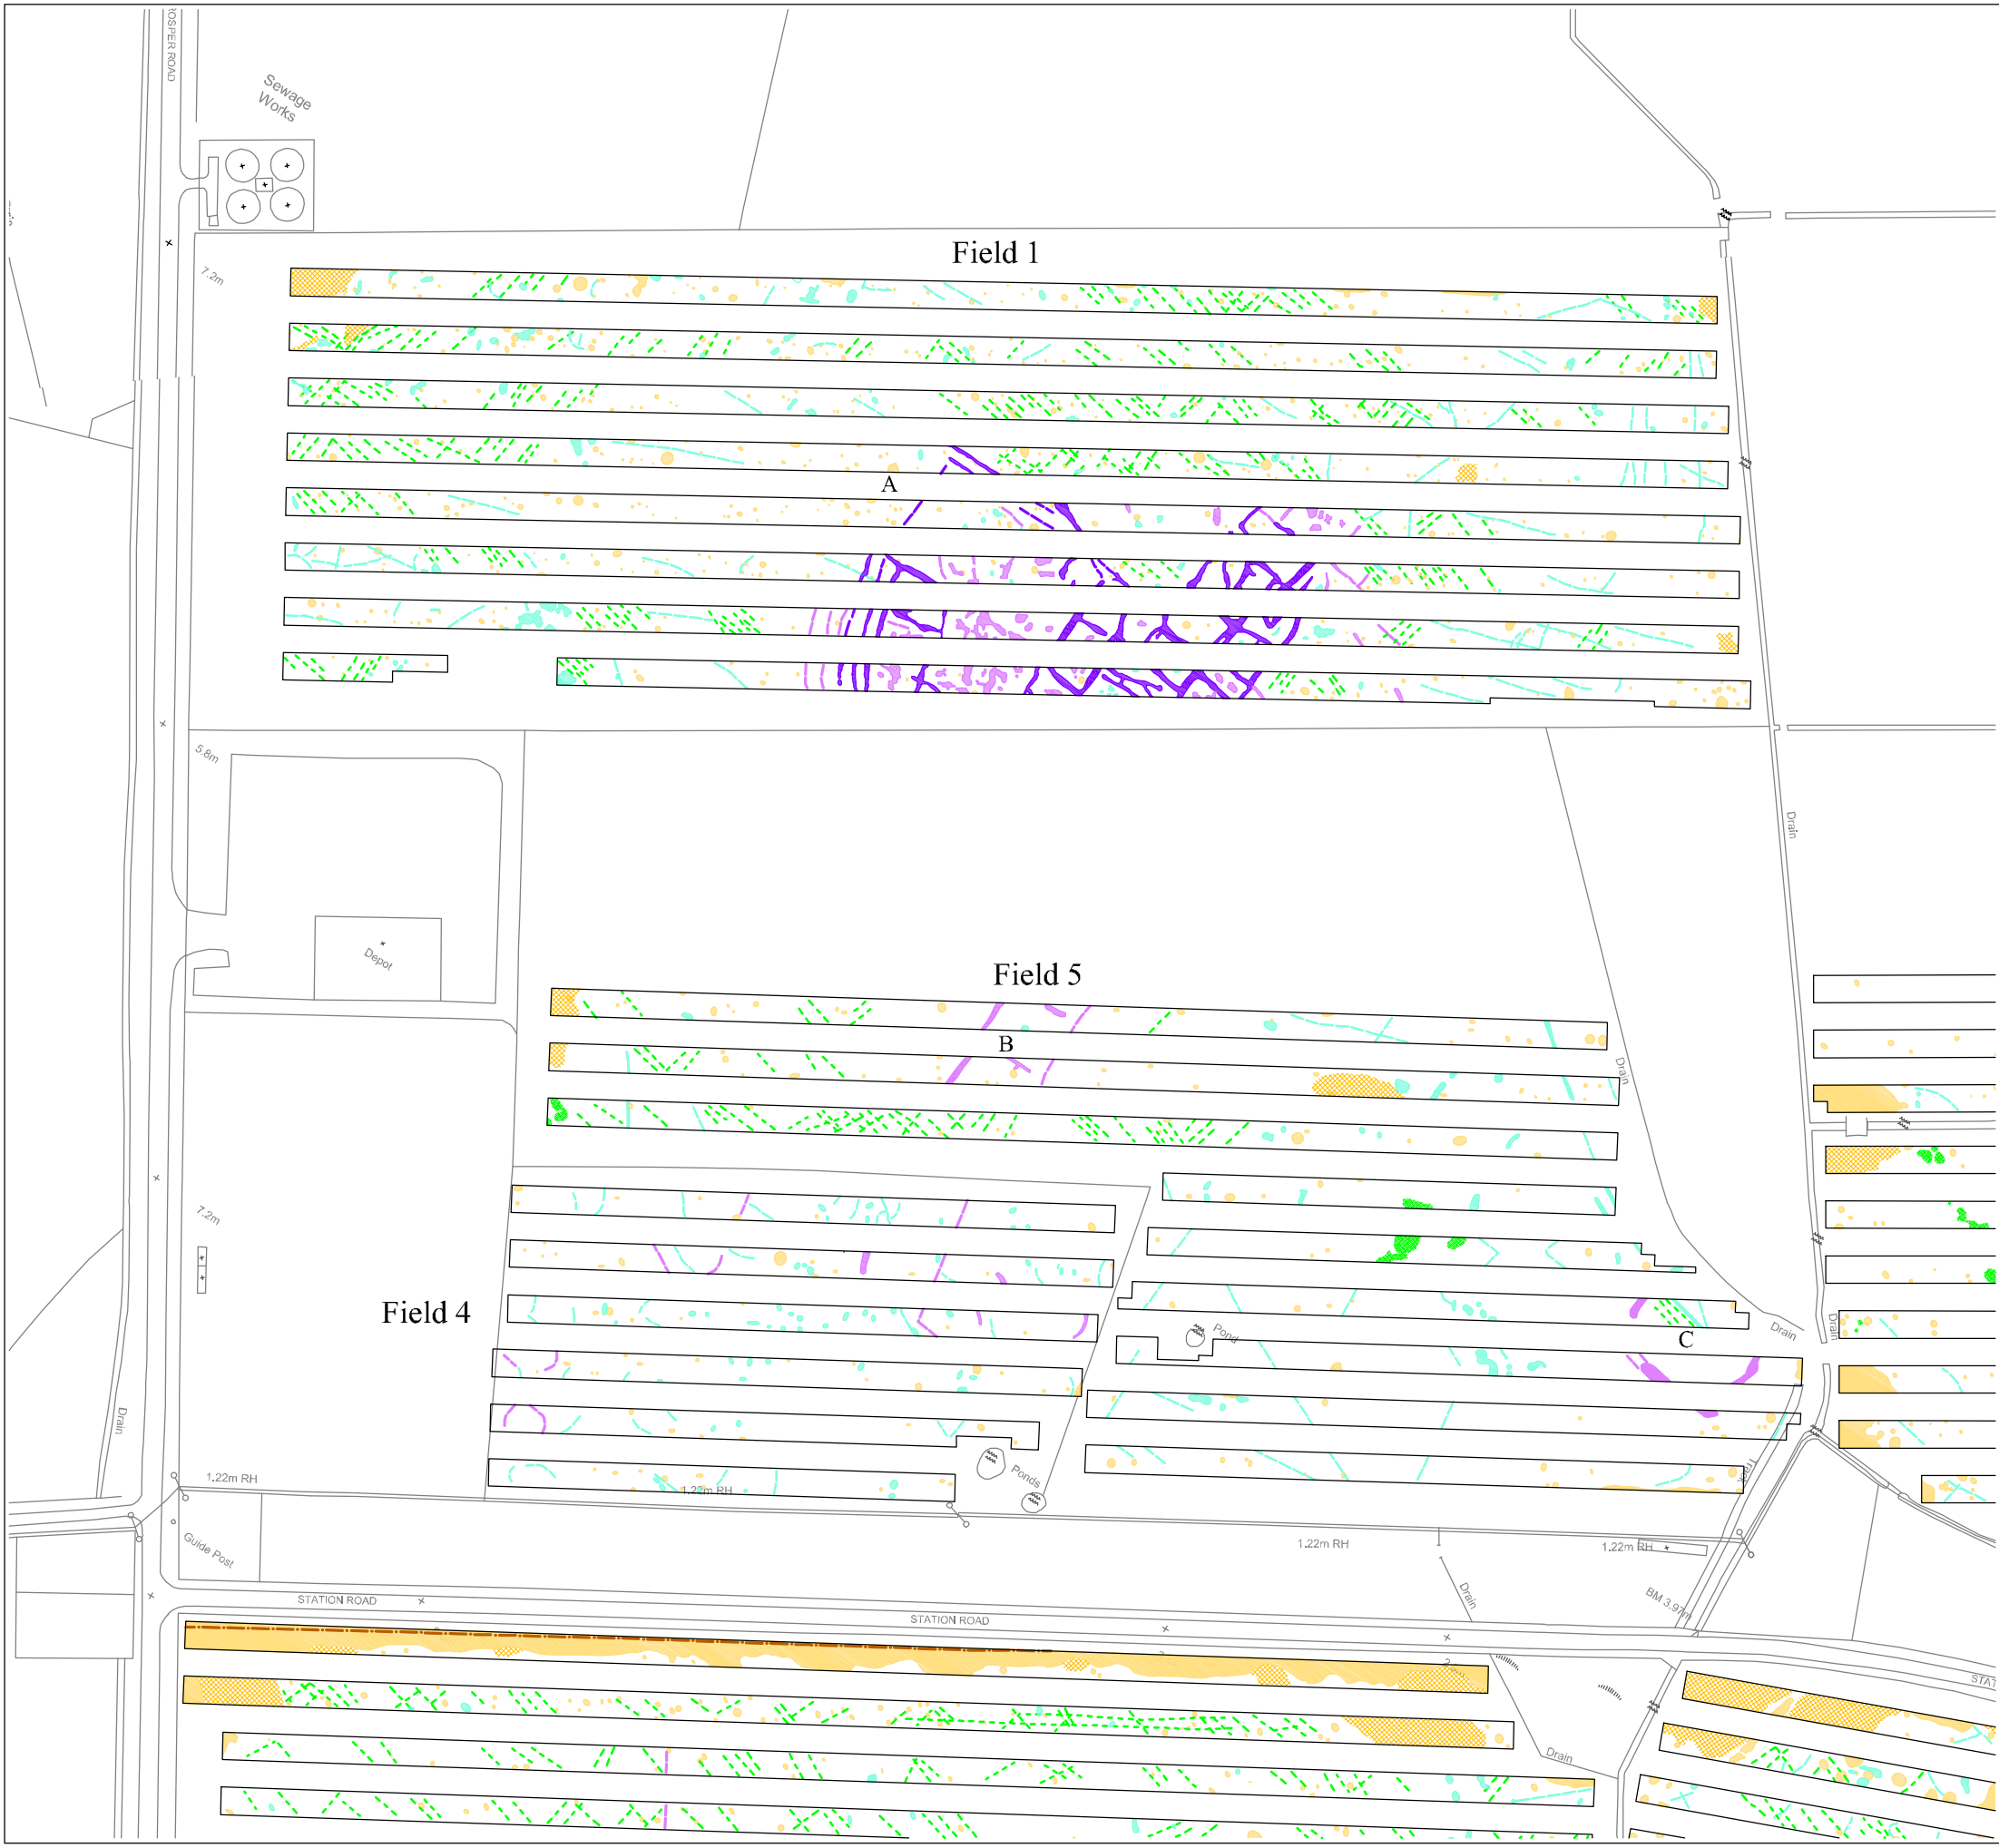 Sewage
Works
Field 1
7.2m
A
5.8m
Drain
Depot
Field 5
B
Drain
7.2m
Field 4
Pond
C
Drain
Drain
Drain
Ponds
Track
1.22m RH
1.22m RH
1.22m RH
1.22m RH
Guide Post
Drain
BM 3.97m
STATION ROAD
STATION ROAD
Drain